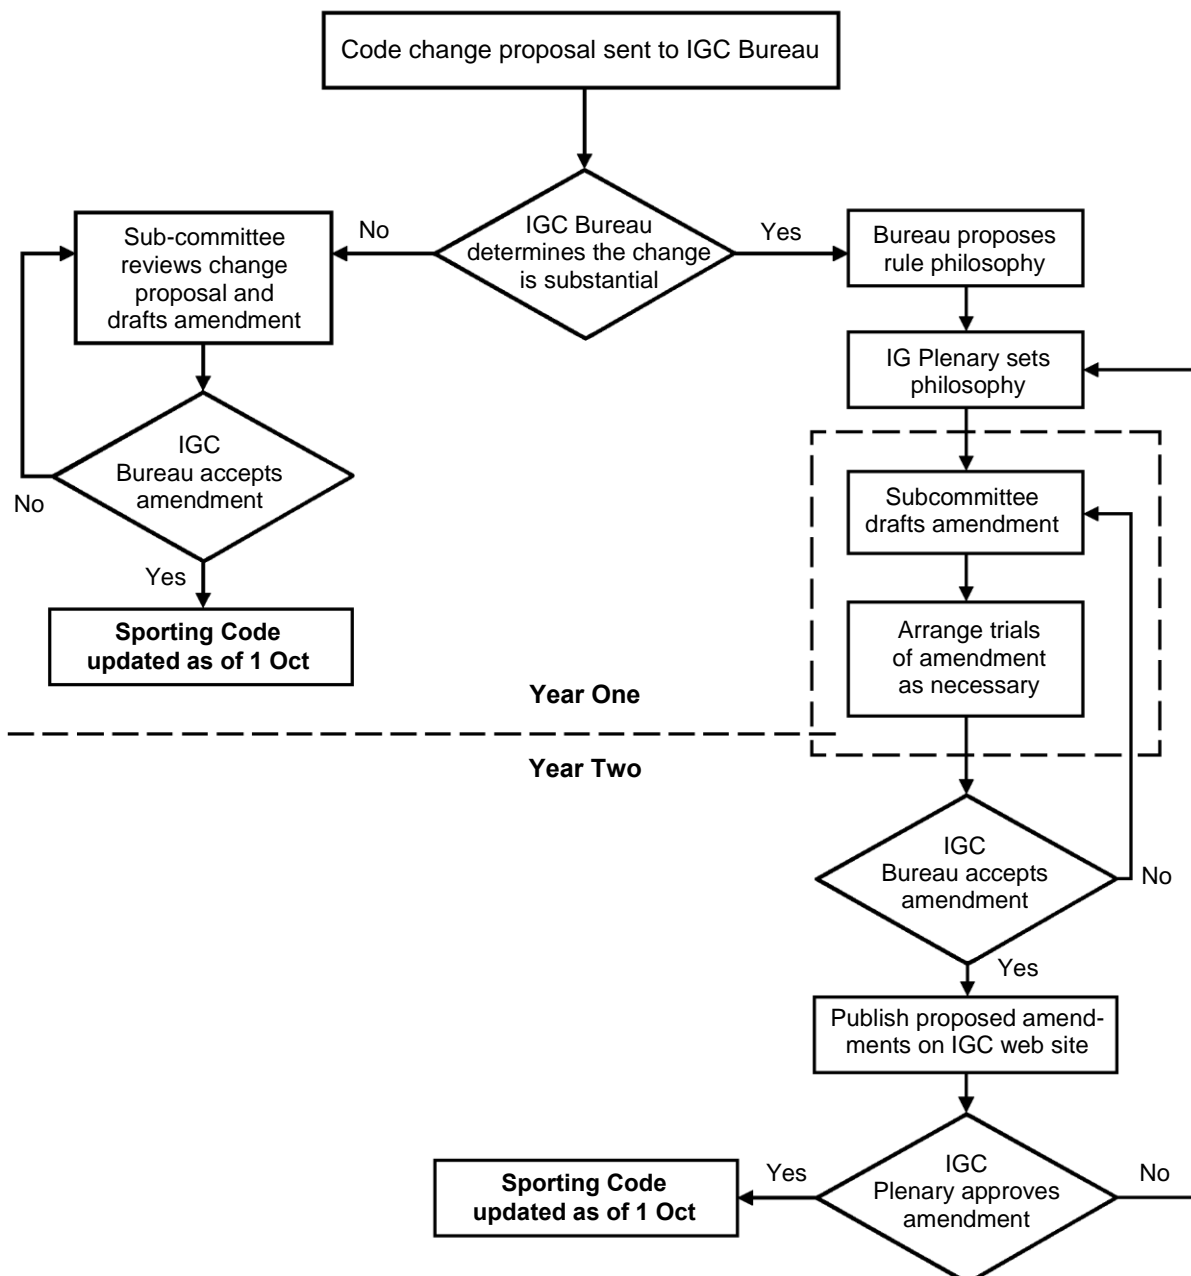 Code change proposal sent to IGC Bureau
IGC Bureau
determines the change
is substantial
No
Yes
Sub-committee
reviews change
proposal and
drafts amendment
Bureau proposes
rule philosophy
IG Plenary sets
philosophy
IGC
Bureau accepts
amendment
No
Yes
Subcommittee
drafts amendment
Sporting Code
updated as of 1 Oct
Arrange trials
of amendment
as necessary
Year One
Year Two
IGC
Bureau accepts
amendment
No
Yes
Publish proposed amend-
ments on IGC web site
IGC
Plenary approves
amendment
Yes
No
Sporting Code
updated as of 1 Oct